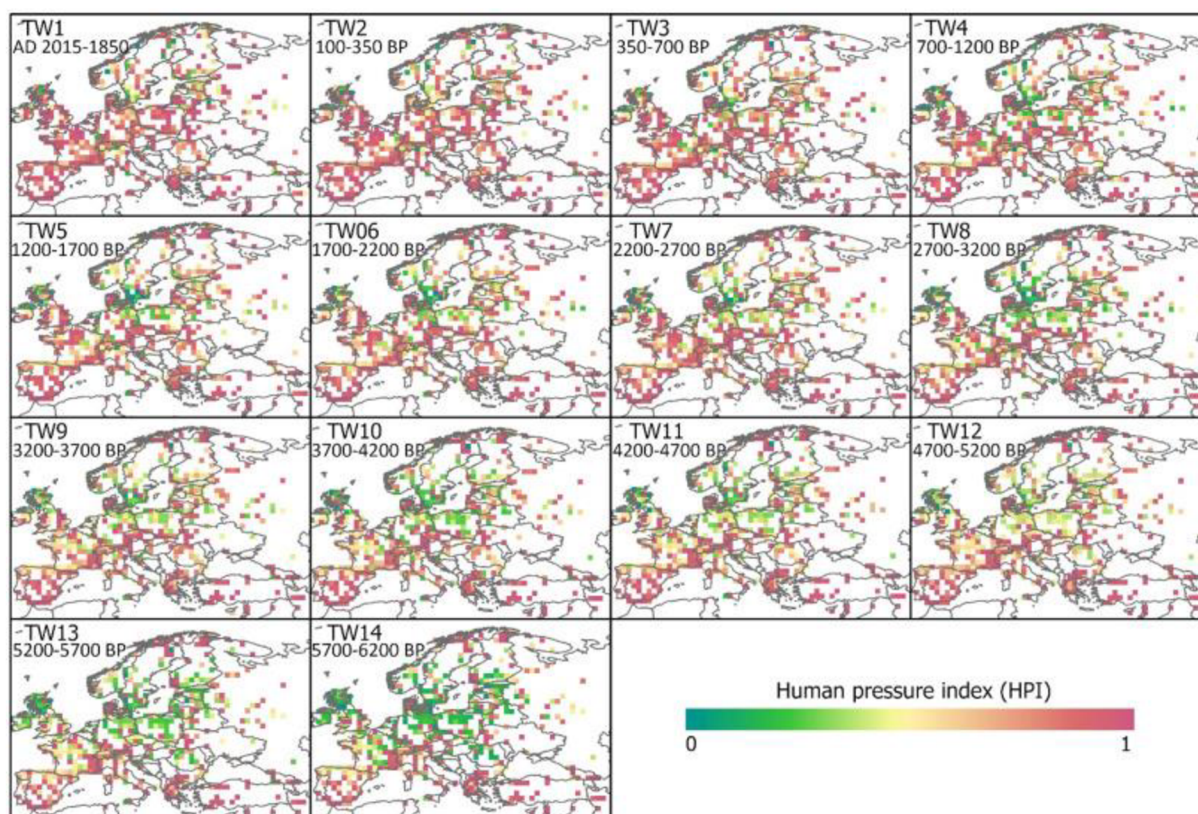 TW1
AD 2015-1850
TW2
100-350 BP
TW3
350-700 BP
TW4
700-1200 BP
TW5
1200-1700 BP
TW06
1700-2200 BP
TW7
2200-2700 BP
TW8
2700-3200 BP
TW9
3200-3700 BP
TW10
3700-4200 BP
TW11
4200-4700 BP
TW12
4700-5200 BP
TW13
5200-5700 BP
TW14
5700-6200 BP
Human pressure index (HPI)
0 1